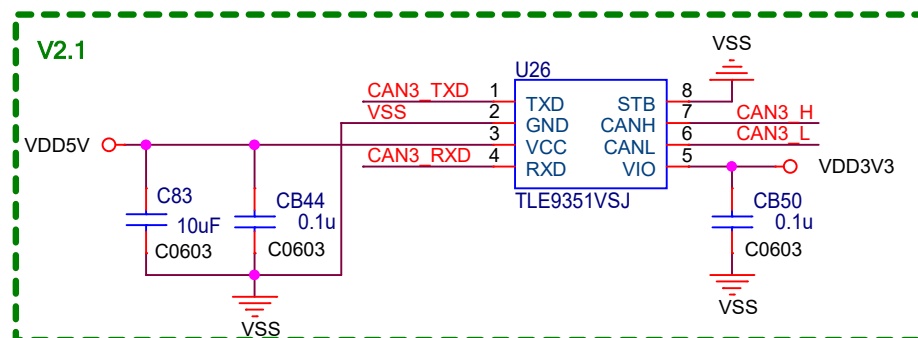 V2.1
VSS
U26
CAN3_TXD 1 TXD STB 8
VSS 2 GND CANH 7 CAN3_H
VDD5V 3 VCC CANL 6 CAN3_L
CAN3_RXD 4 RXD VIO 5 VDD3V3
TLE9351VSJ
C83
10uF
C0603
CB44
0.1u
C0603
CB50
0.1u
C0603
VSS
VSS